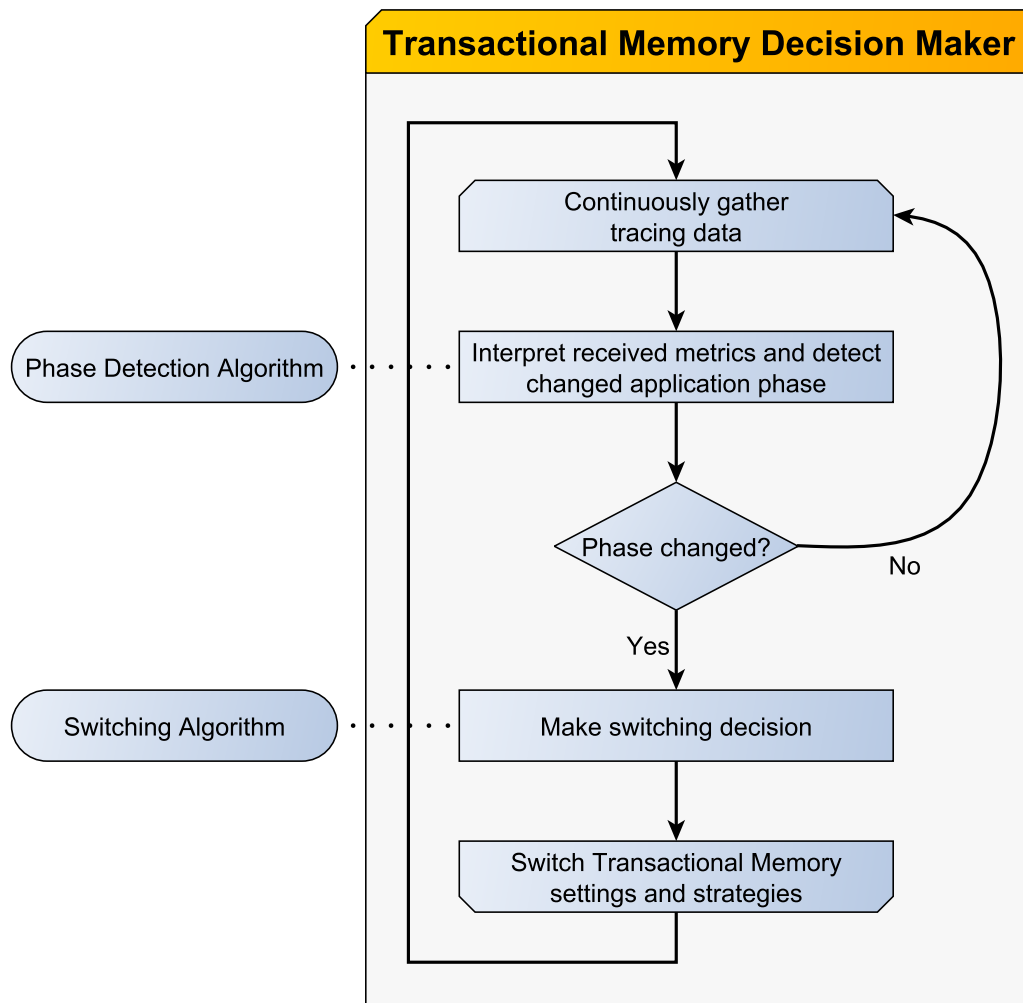 Transactional Memory Decision Maker
Continuously gather
tracing data
Phase Detection Algorithm
Interpret received metrics and detect
changed application phase
Phase changed?
No
Yes
Switching Algorithm
Make switching decision
Switch Transactional Memory
settings and strategies